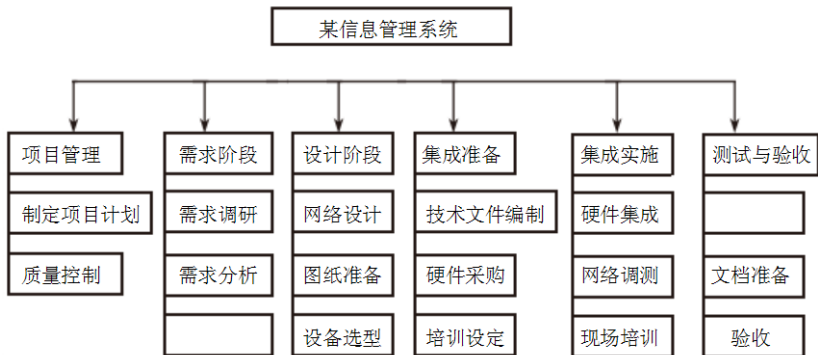 某信息管理系统
项目管理
需求阶段
设计阶段
集成准备
集成实施
测试与验收
制定项目计划
需求调研
网络设计
技术文件编制
硬件集成
质量控制
需求分析
图纸准备
硬件采购
网络调测
文档准备
设备选型
培训设定
现场培训
验收